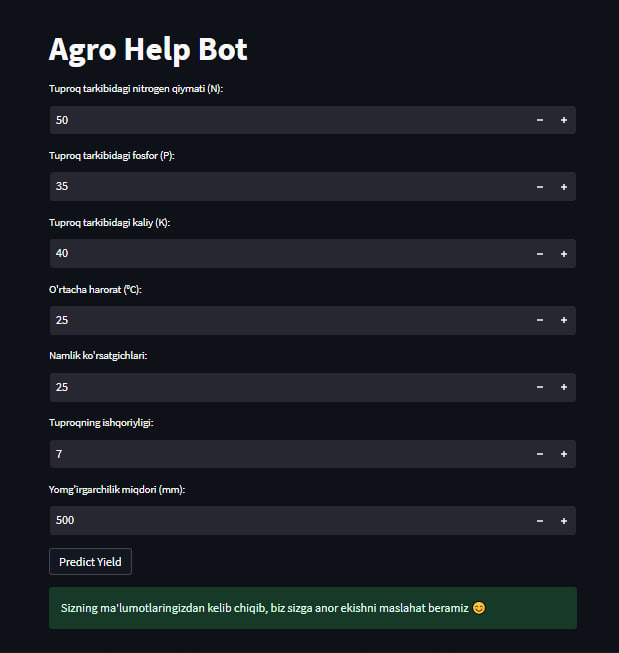 Agro Help Bot
Tuproq tarkibidagi nitrogen qiymati (N):
50
Tuproq tarkibidagi fosfor (P):
35
Tuproq tarkibidagi kaliy (K):
40
O'rtacha harorat (°C):
25
Namlik ko'rsatgichlari:
25
Tuproqning ishqoriyligi:
7
Yomg'irgarchilik miqdori (mm):
500
Predict Yield
Sizning ma'lumotlaringizdan kelib chiqib, biz sizga anor ekishni maslahat beramiz 😊